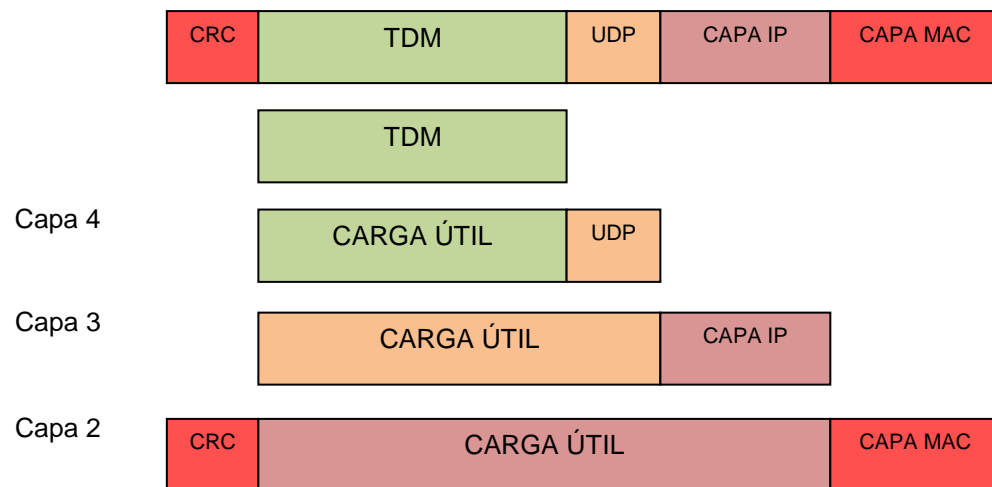 CRC TDM UDP CAPA IP CAPA MAC
TDM
Capa 4 CARGA ÚTIL UDP
Capa 3 CARGA ÚTIL CAPA IP
Capa 2 CRC CARGA ÚTIL CAPA MAC